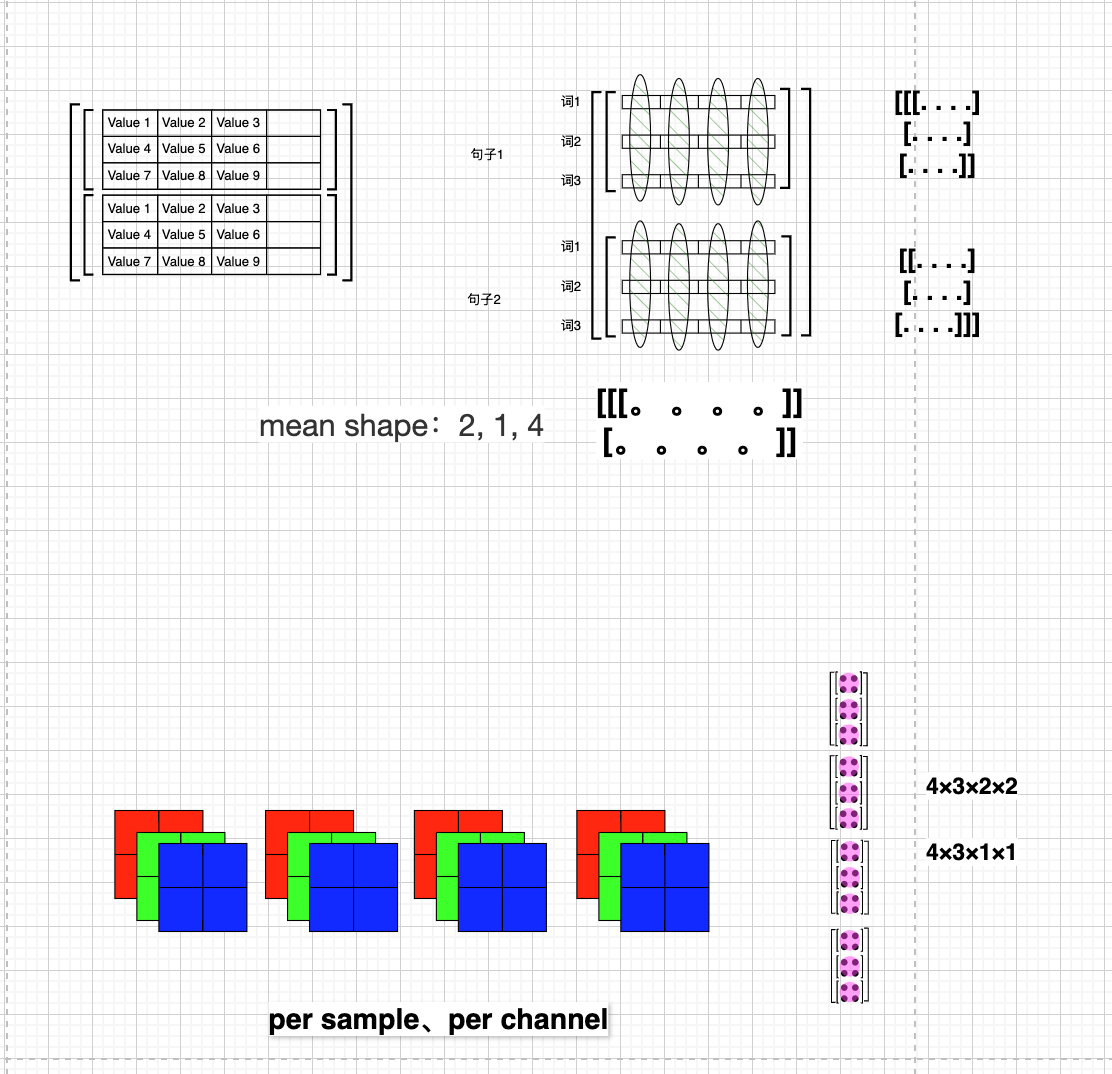 Value 1 Value 2 Value 3
Value 4 Value 5 Value 6
Value 7 Value 8 Value 9
Value 1 Value 2 Value 3
Value 4 Value 5 Value 6
Value 7 Value 8 Value 9
句子1
词1
词2
词3
句子2
词1
词2
词3
[[[. . . .]
[. . . .]
[. . . .]]
[[. . . .]
[. . . .]
[. . . .]]]
mean shape：2, 1, 4
[[[。 。 。 。]]
[。 。 。 。]]
4×3×2×2
4×3×1×1
per sample、per channel